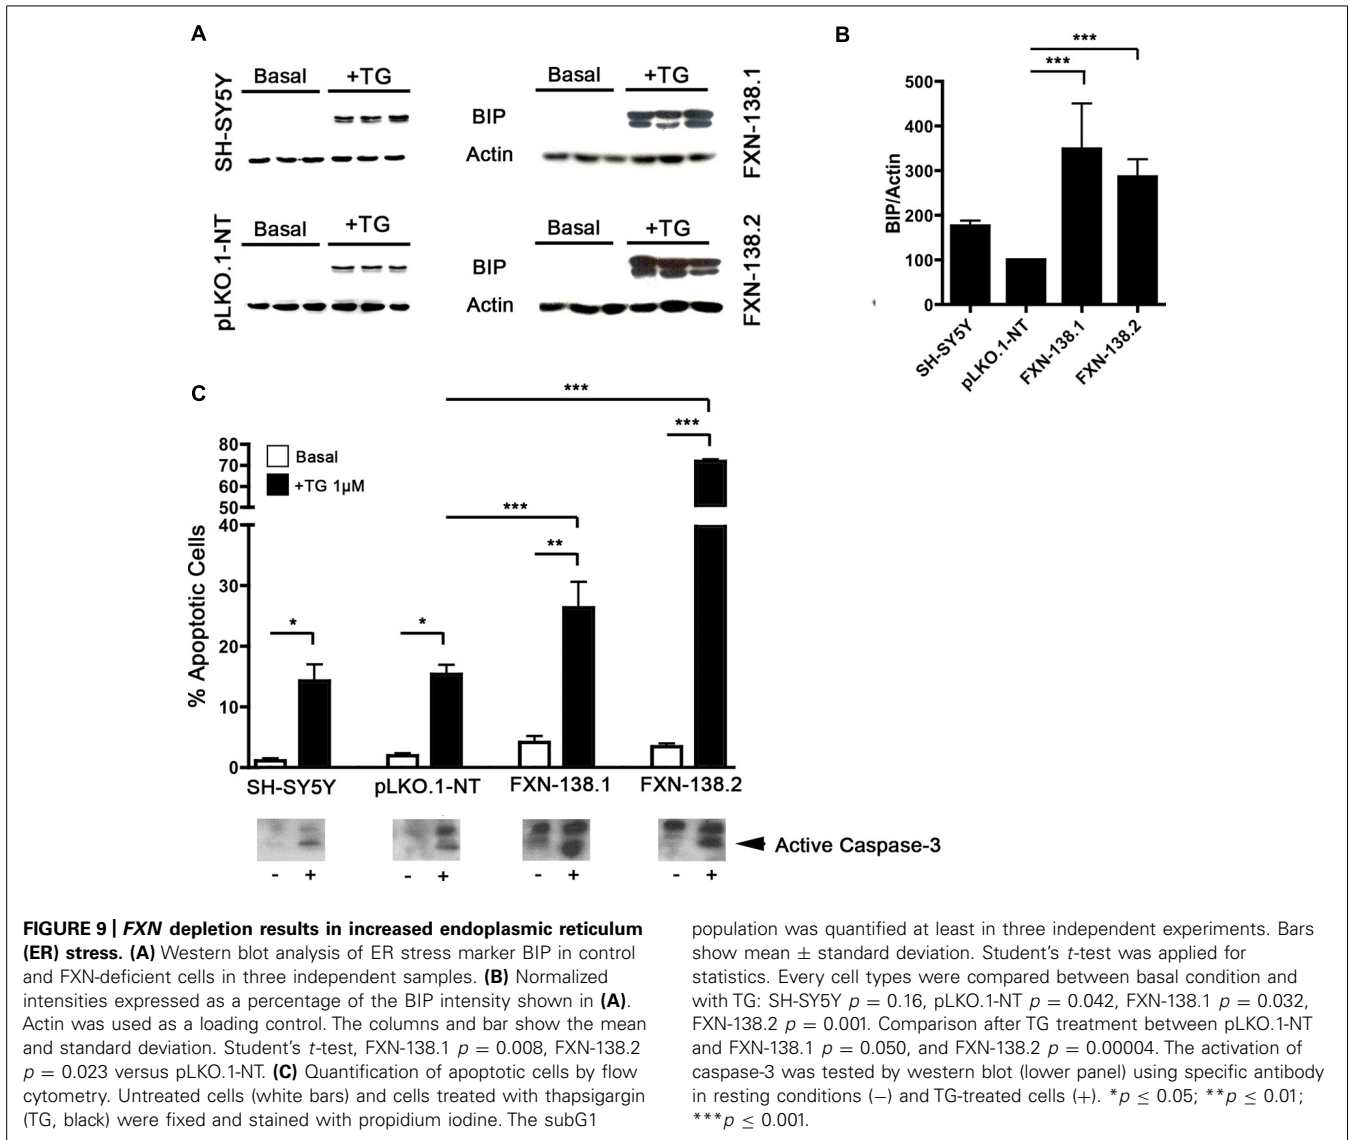 A
SH-SY5Y
Basal
+TG
BIP
Actin
Basal
+TG
FXN-138.1
pLKO.1-NT
Basal
+TG
BIP
Actin
Basal
+TG
FXN-138.2
B
***
***
500
400
300
200
100
0
BIP/Actin
SH-SY5Y
pLKO.1-NT
FXN-138.1
FXN-138.2
C
***
***
***
**
*
*
80
70
60
50
40
30
20
10
0
% Apoptotic Cells
Basal
+TG 1µM
SH-SY5Y
pLKO.1-NT
FXN-138.1
FXN-138.2
Active Caspase-3
- + - + - + - +
FIGURE 9 | FXN depletion results in increased endoplasmic reticulum
(ER) stress. (A) Western blot analysis of ER stress marker BIP in control
and FXN-deficient cells in three independent samples. (B) Normalized
intensities expressed as a percentage of the BIP intensity shown in (A).
Actin was used as a loading control. The columns and bar show the mean
and standard deviation. Student's t-test, FXN-138.1 p = 0.008, FXN-138.2
p = 0.023 versus pLKO.1-NT. (C) Quantification of apoptotic cells by flow
cytometry. Untreated cells (white bars) and cells treated with thapsigargin
(TG, black) were fixed and stained with propidium iodine. The subG1
population was quantified at least in three independent experiments. Bars
show mean ± standard deviation. Student's t-test was applied for
statistics. Every cell types were compared between basal condition and
with TG: SH-SY5Y p = 0.16, pLKO.1-NT p = 0.042, FXN-138.1 p = 0.032,
FXN-138.2 p = 0.001. Comparison after TG treatment between pLKO.1-NT
and FXN-138.1 p = 0.050, and FXN-138.2 p = 0.00004. The activation of
caspase-3 was tested by western blot (lower panel) using specific antibody
in resting conditions (−) and TG-treated cells (+). *p ≤ 0.05; **p ≤ 0.01;
***p ≤ 0.001.